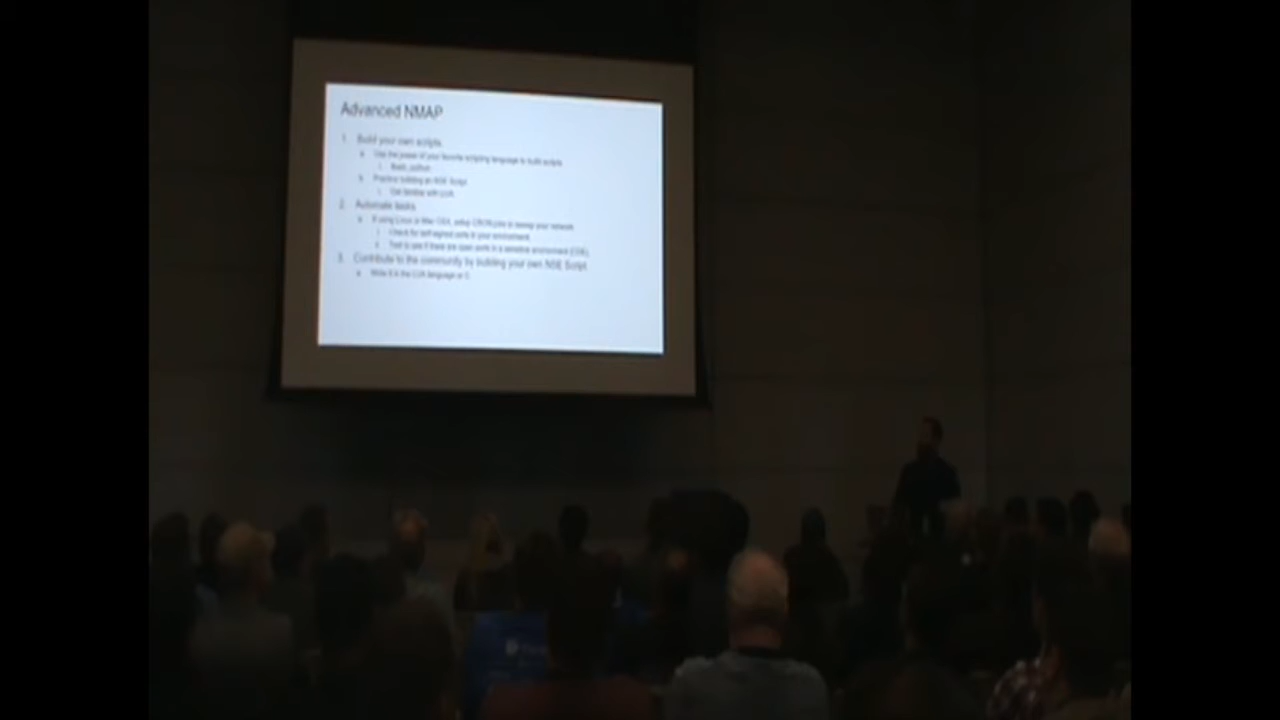 Advanced NMAP
1. Build your own scripts.
a. Use the power of your favorite scripting language to build scripts
i. Bash, python
b. Practice building an NSE Script
i. Get familiar with LUA
2. Automate tasks
a. If using Linux or Mac OSX, setup CRON jobs to sweep your network
i. Check for self-signed certs in your environment
ii. Test to see if there are open ports in a sensitive environment
3. Contribute to the community by building your own NSE Script
a. Write it in the LUA language or C